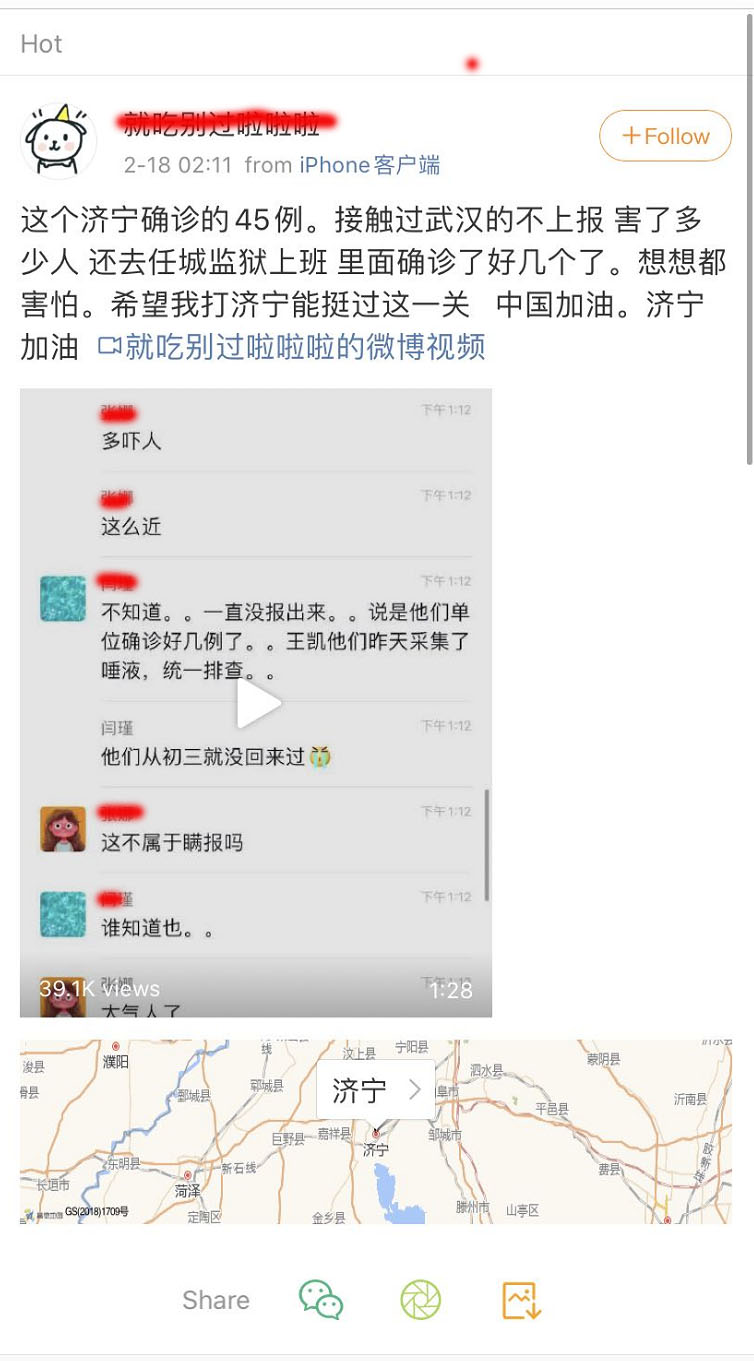 Hot
就吃别过啦啦啦
+Follow
2-18 02:11 from iPhone客户端
这个济宁确诊的45例。接触过武汉的不上报 害了多
少人 还去任城监狱上班 里面确诊了好几个了。想想都
害怕。希望我打济宁能挺过这一关 中国加油。济宁
加油 就吃别过啦啦啦的微博视频
下午1:12
多吓人
下午1:12
这么近
下午1:12
不知道。。一直没报出来。。说是他们单
位确诊好几例了。。王凯他们昨天采集了
唾液，统一排查。。
闫瑾 下午1:12
他们从初三就没回来过
下午1:12
这不属于瞒报吗
瑾 下午1:12
谁知道也。。
下午1:12
39.1K views 1:28
太气人了
线 汶上县 宁阳县
浚县 濮阳 蒙阴县
滑县 鄄城县 郓城县 济宁 泗水县
平邑县 沂南县
巨野县 嘉祥县 邹城市
东明县 新石线 济宁 费县 胶新线
长垣市 菏泽
定陶区 金乡县 滕州市 山亭区
GS(2018)1709号
Share